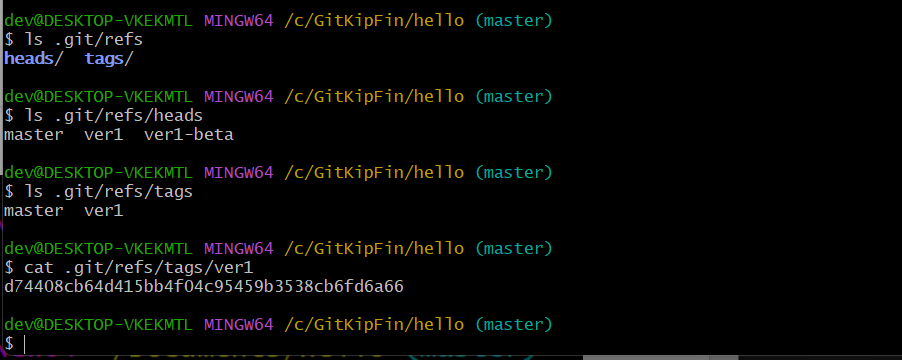 dev@DESKTOP-VKEKMTL MINGW64 /c/GitKipFin/hello (master)
$ ls .git/refs
heads/  tags/
dev@DESKTOP-VKEKMTL MINGW64 /c/GitKipFin/hello (master)
$ ls .git/refs/heads
master  ver1  ver1-beta
dev@DESKTOP-VKEKMTL MINGW64 /c/GitKipFin/hello (master)
$ ls .git/refs/tags
master  ver1
dev@DESKTOP-VKEKMTL MINGW64 /c/GitKipFin/hello (master)
$ cat .git/refs/tags/ver1
d74408cb64d415bb4f04c95459b3538cb6fd6a66
dev@DESKTOP-VKEKMTL MINGW64 /c/GitKipFin/hello (master)
$